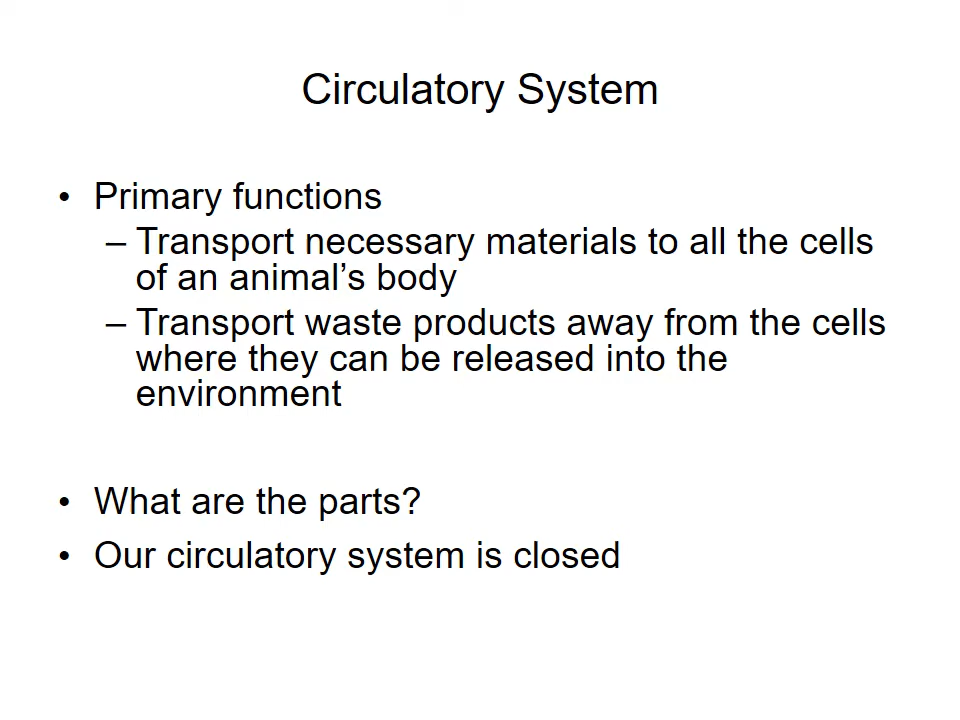 Circulatory System
• Primary functions
– Transport necessary materials to all the cells
of an animal’s body
– Transport waste products away from the cells
where they can be released into the
environment
• What are the parts?
• Our circulatory system is closed